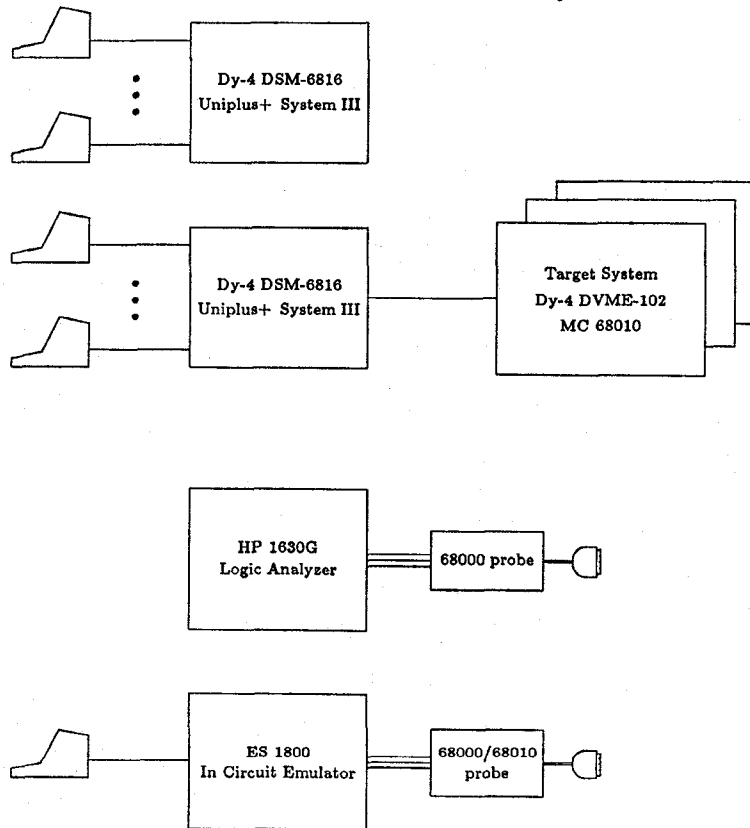 Dy-4 DSM-6816
Uniplus+ System III
Dy-4 DSM-6816
Uniplus+ System III
Target System
Dy-4 DVME-102
MC 68010
HP 1630G
Logic Analyzer
68000 probe
ES 1800
In Circuit Emulator
68000/68010
probe